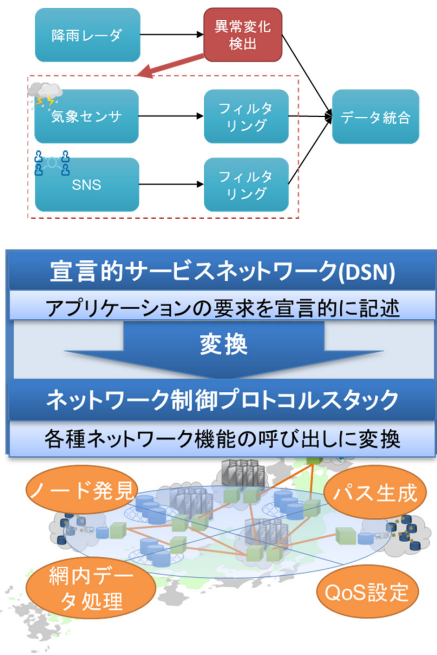 降雨レーダ
異常変化
検出
気象センサ
フィルタ
リング
データ統合
SNS
フィルタ
リング
宣言的サービスネットワーク(DSN)
アプリケーションの要求を宣言的に記述
変換
ネットワーク制御プロトコルスタック
各種ネットワーク機能の呼び出しに変換
ノード発見
パス生成
網内デー
タ処理
QoS設定